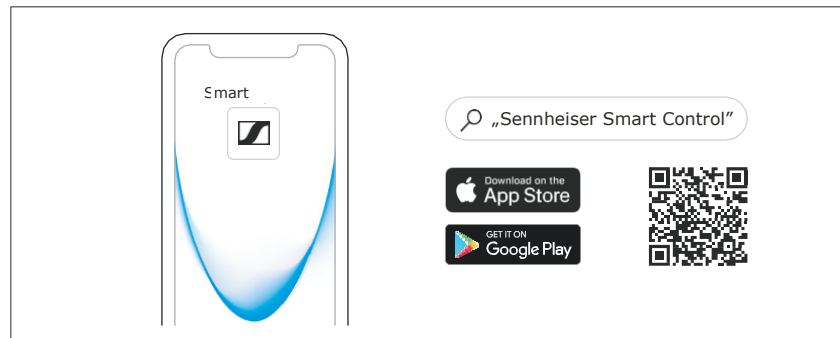 Smart
„Sennheiser Smart Control”
Download on the
App Store
GET IT ON
Google Play